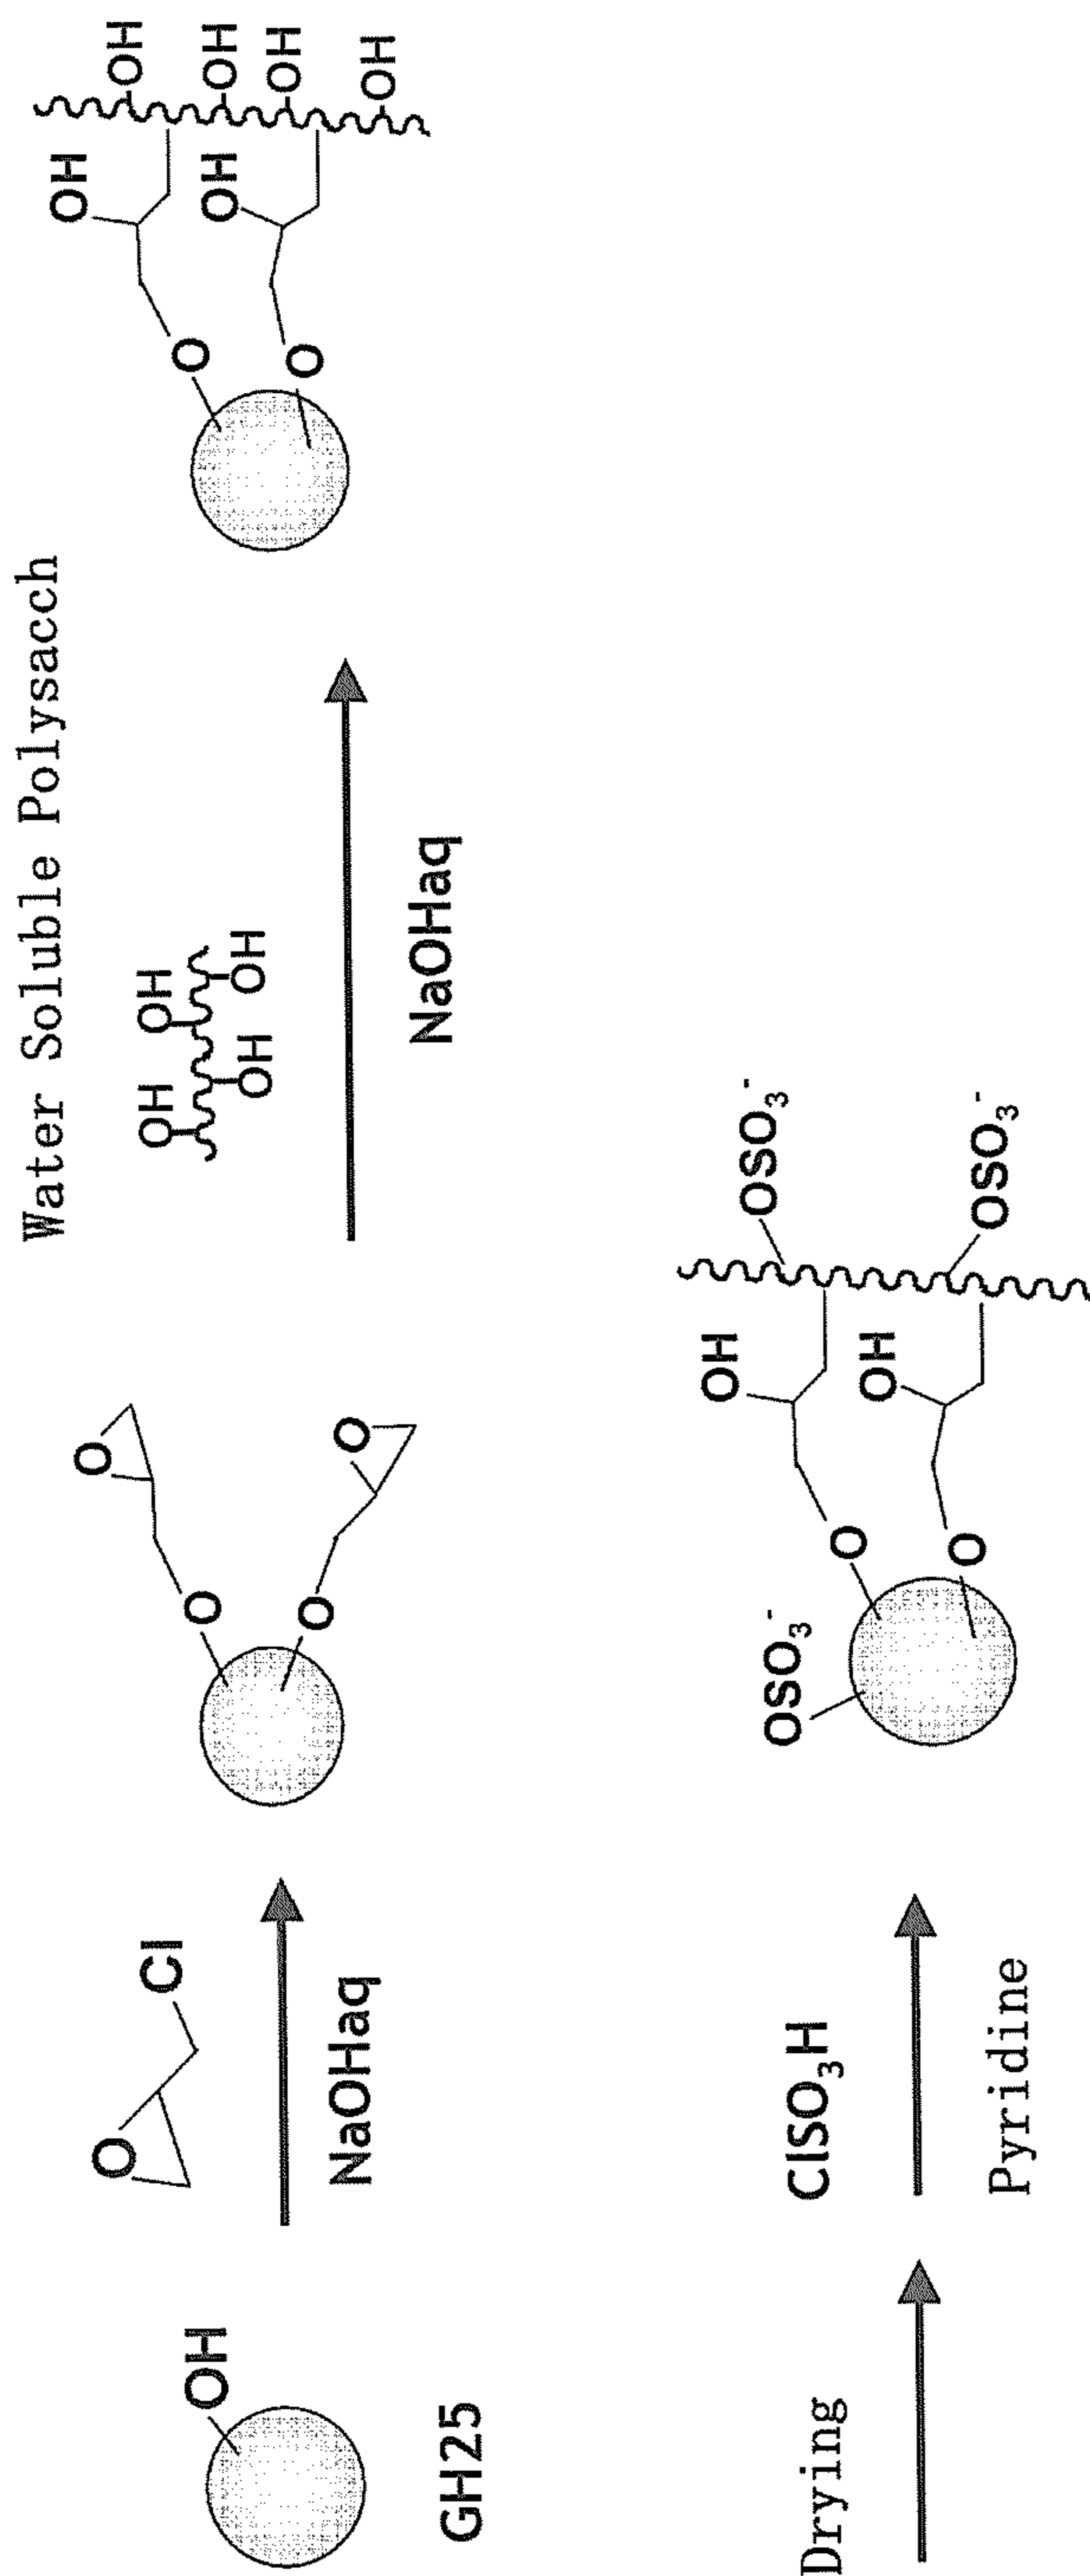 OH
GH25
O
Cl
NaOHaq
O
O
O
O
Water Soluble Polysacch
OH
OH
OH
OH
NaOHaq
O
O
OH
OH
OH
OH
OH
OH
Drying
ClSO₃H
Pyridine
OSO₃⁻
O
O
OH
OH
OSO₃⁻
OSO₃⁻